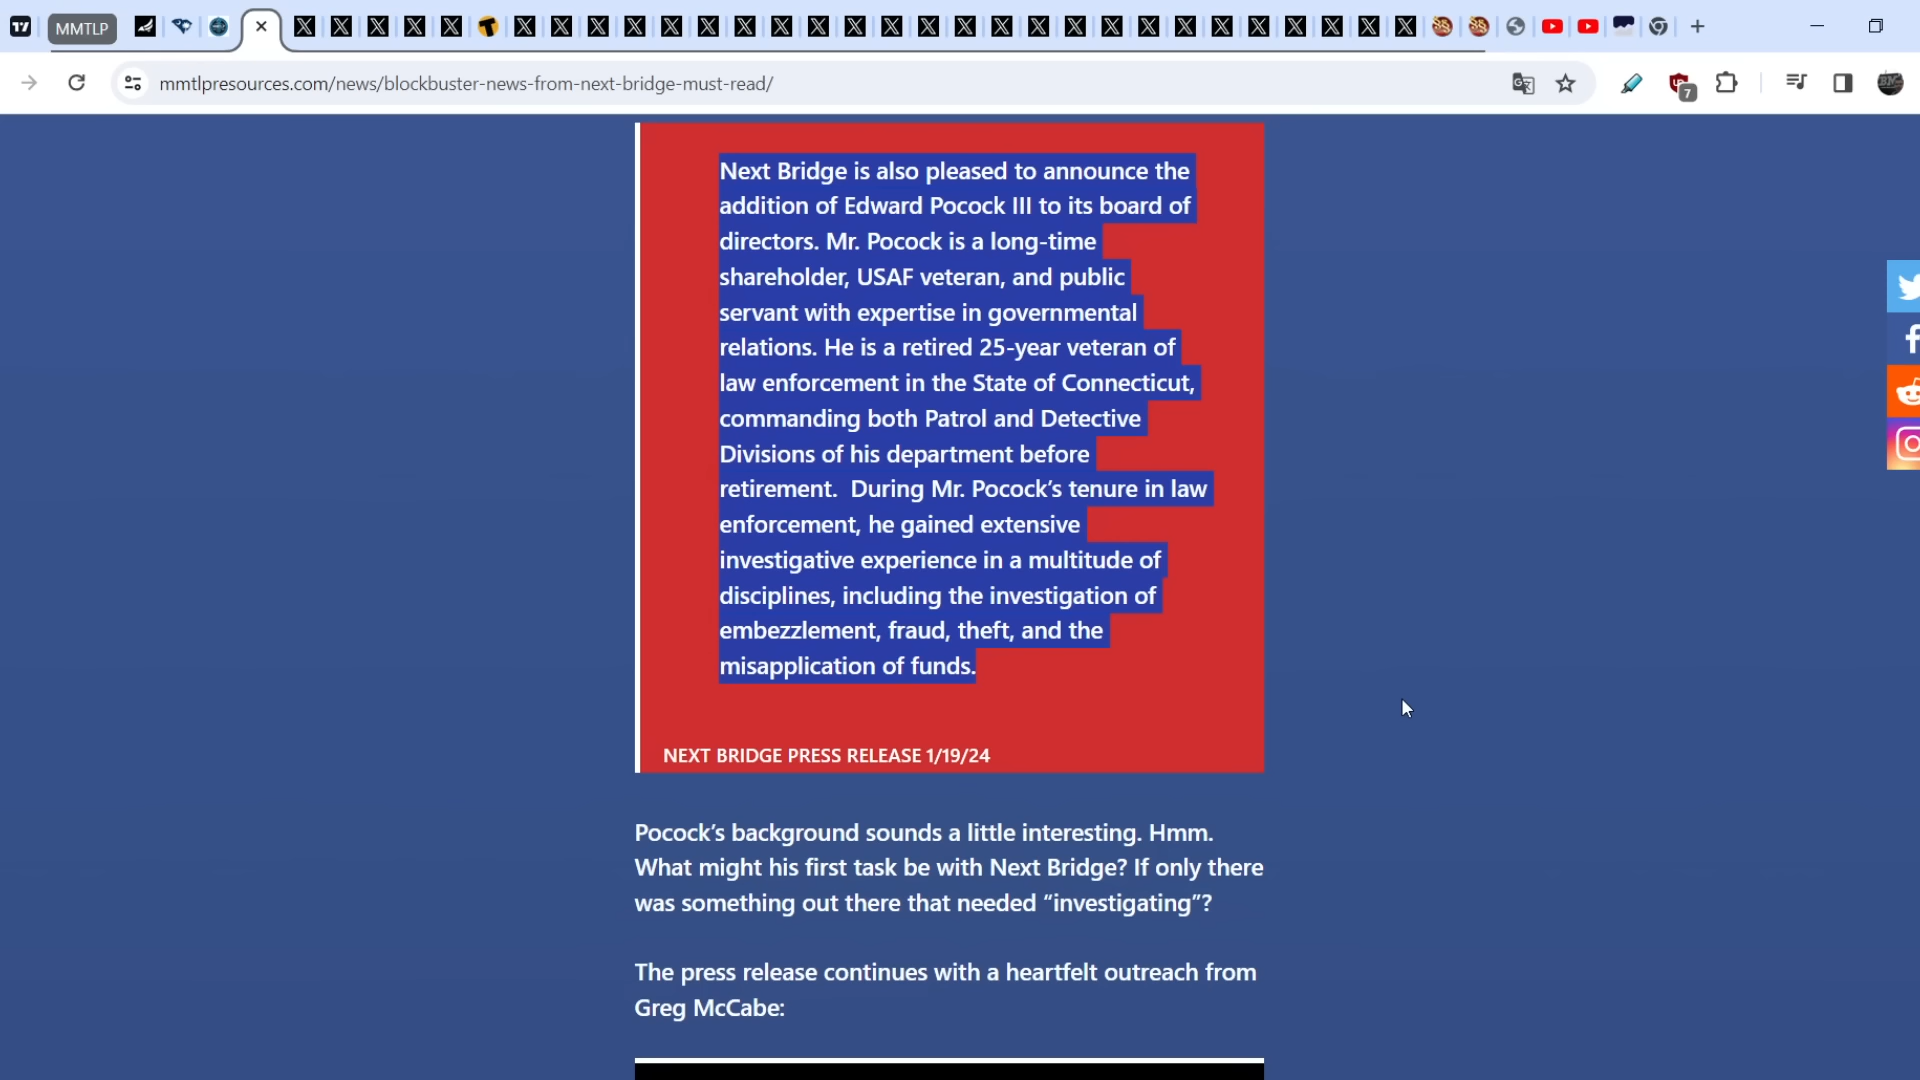 MMTLP
mmtlpresources.com/news/blockbuster-news-from-next-bridge-must-read/
7
Next Bridge is also pleased to announce the
addition of Edward Pocock III to its board of
directors. Mr. Pocock is a long-time
shareholder, USAF veteran, and public
servant with expertise in governmental
relations. He is a retired 25-year veteran of
law enforcement in the State of Connecticut,
commanding both Patrol and Detective
Divisions of his department before
retirement.  During Mr. Pocock’s tenure in law
enforcement, he gained extensive
investigative experience in a multitude of
disciplines, including the investigation of
embezzlement, fraud, theft, and the
misapplication of funds.
NEXT BRIDGE PRESS RELEASE 1/19/24
Pocock’s background sounds a little interesting. Hmm.
What might his first task be with Next Bridge? If only there
was something out there that needed “investigating”?
The press release continues with a heartfelt outreach from
Greg McCabe: